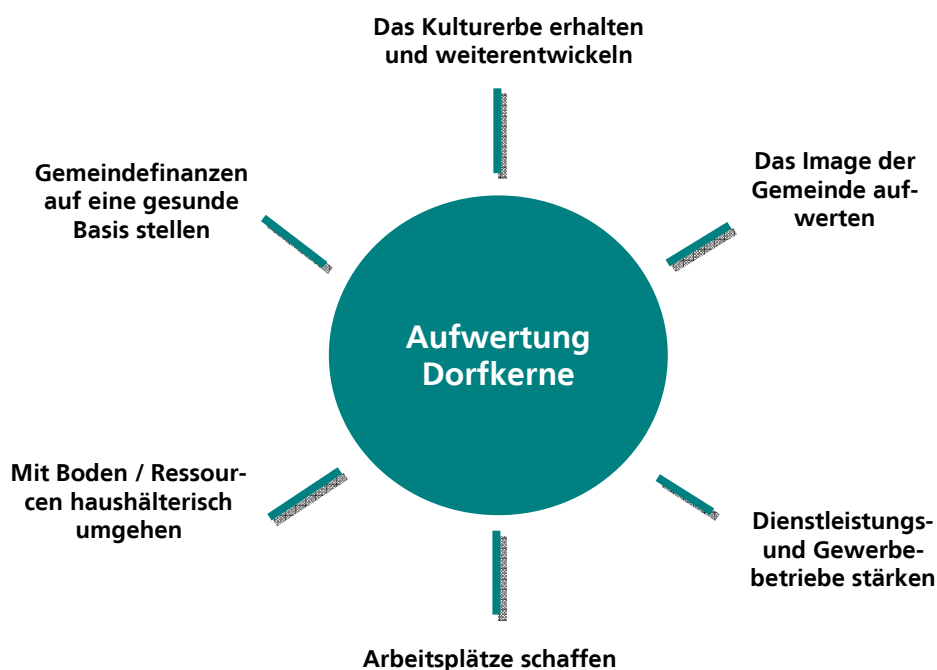 Das Kulturerbe erhalten
und weiterentwickeln
Gemeindefinanzen
auf eine gesunde
Basis stellen
Das Image der
Gemeinde auf-
werten
Aufwertung
Dorfkerne
Mit Boden / Ressour-
cen haushälterisch
umgehen
Dienstleistungs-
und Gewerbe-
betriebe stärken
Arbeitsplätze schaffen